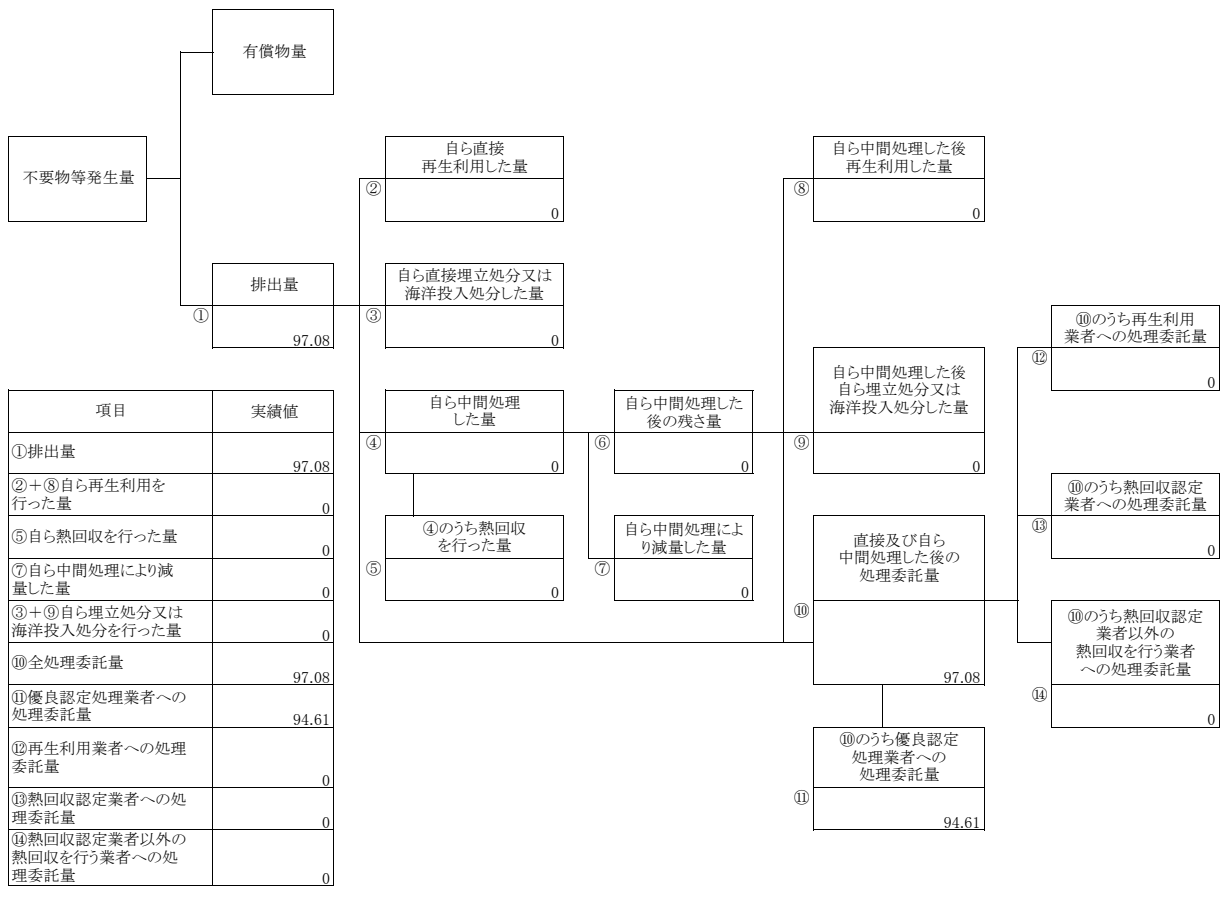 有償物量
不要物等発生量
排出量
①
97.08
自ら直接
再生利用した量
②
0
自ら直接埋立処分又は
海洋投入処分した量
③
0
自ら中間処理
した量
④
0
④のうち熱回収
を行った量
⑤
0
自ら中間処理した
後の残さ量
⑥
0
自ら中間処理によ
り減量した量
⑦
0
自ら中間処理した後
再生利用した量
⑧
0
自ら中間処理した後
自ら埋立処分又は
海洋投入処分した量
⑨
0
直接及び自ら
中間処理した後の
処理委託量
⑩
97.08
⑩のうち優良認定
処理業者への
処理委託量
⑪
94.61
⑩のうち再生利用
業者への処理委託量
⑫
0
⑩のうち熱回収認定
業者への処理委託量
⑬
0
⑩のうち熱回収認定
業者以外の
熱回収を行う業者
への処理委託量
⑭
0
項目 実績値
①排出量
97.08
②+⑧自ら再生利用を
行った量
0
⑤自ら熱回収を行った量
0
⑦自ら中間処理により減
量した量
0
③+⑨自ら埋立処分又は
海洋投入処分を行った量
0
⑩全処理委託量
97.08
⑪優良認定処理業者への
処理委託量
94.61
⑫再生利用業者への処理
委託量
0
⑬熱回収認定業者への処
理委託量
0
⑭熱回収認定業者以外の
熱回収を行う業者への処
理委託量
0